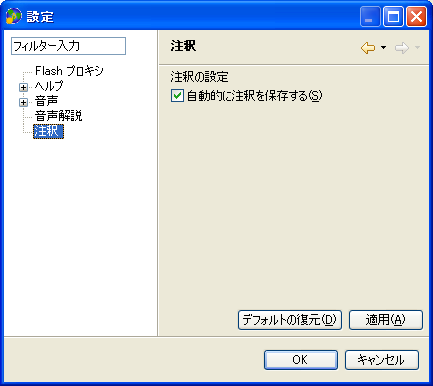 設定
フィルター入力
Flash プロキシ
ヘルプ
音声
音声解説
注釈
注釈
注釈の設定
自動的に注釈を保存する(S)
デフォルトの復元(D)
適用(A)
OK
キャンセル